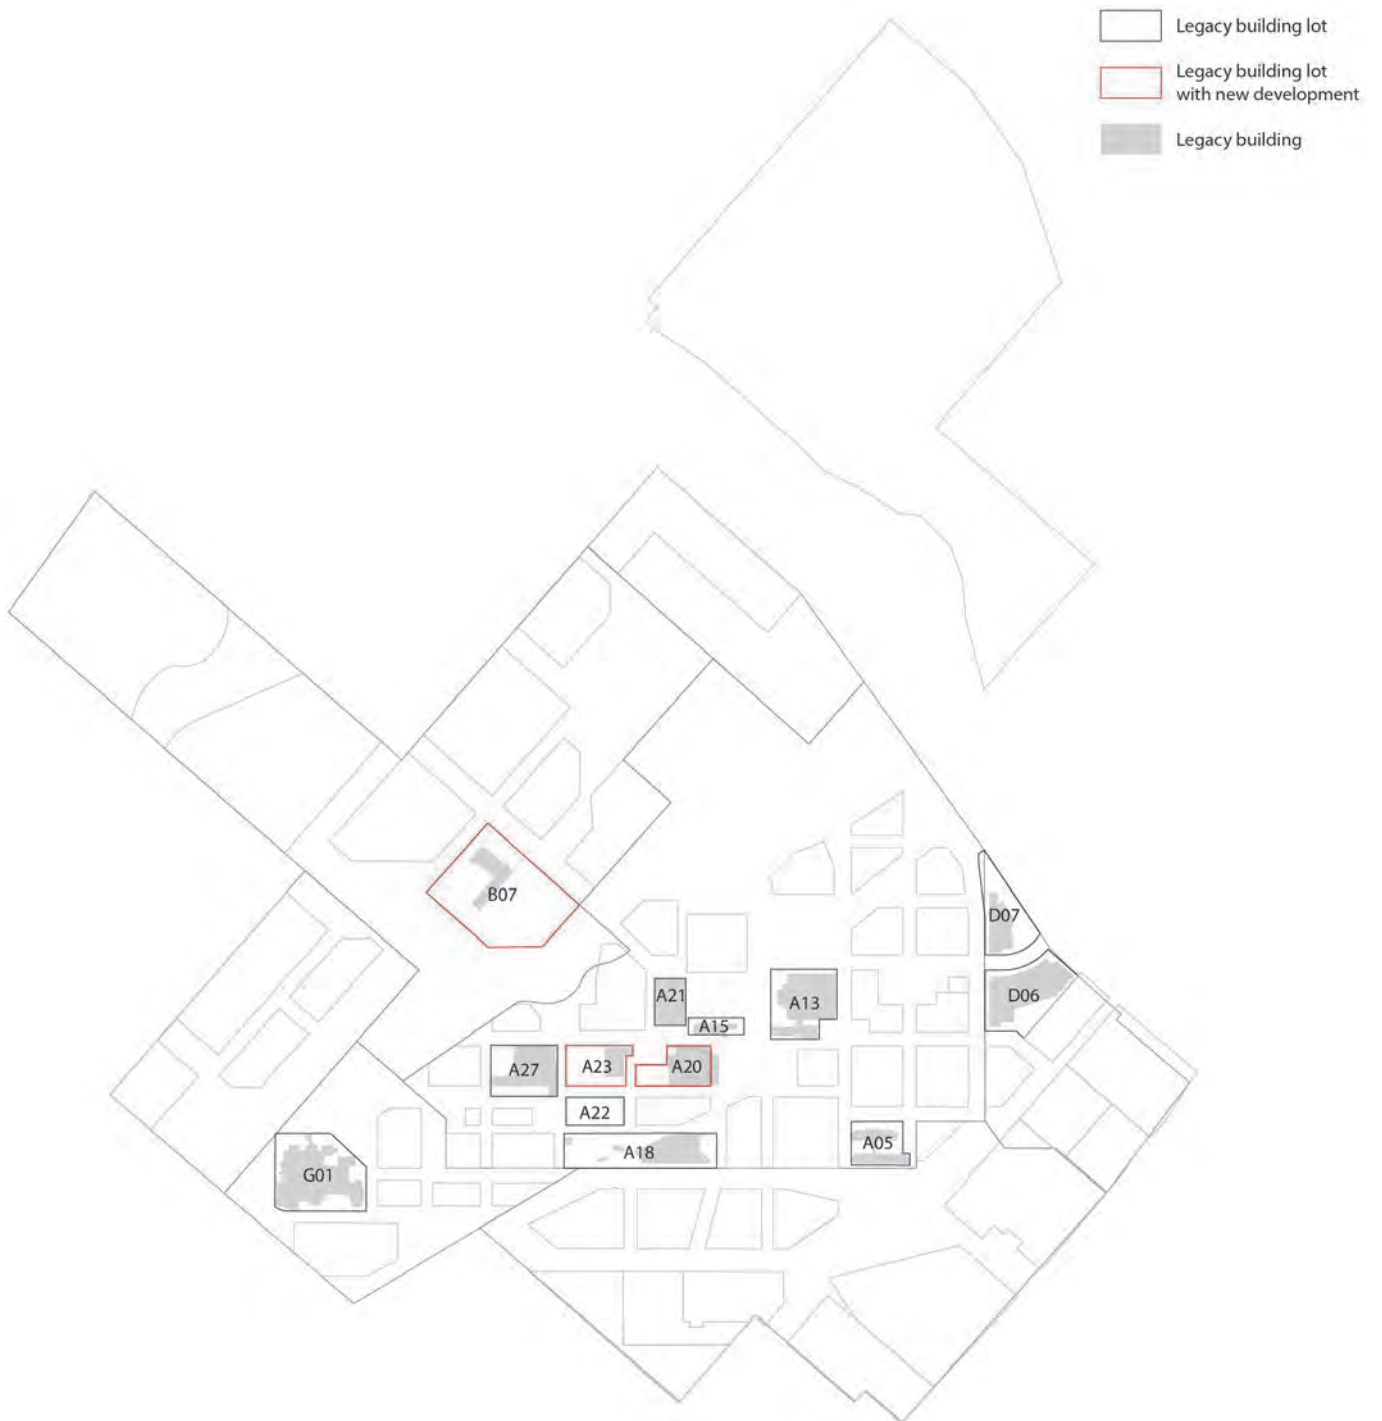 Legacy building lot
Legacy building lot
with new development
Legacy building
B07
D07
A21
A13
D06
A15
A27
A23
A20
A22
A05
A18
G01